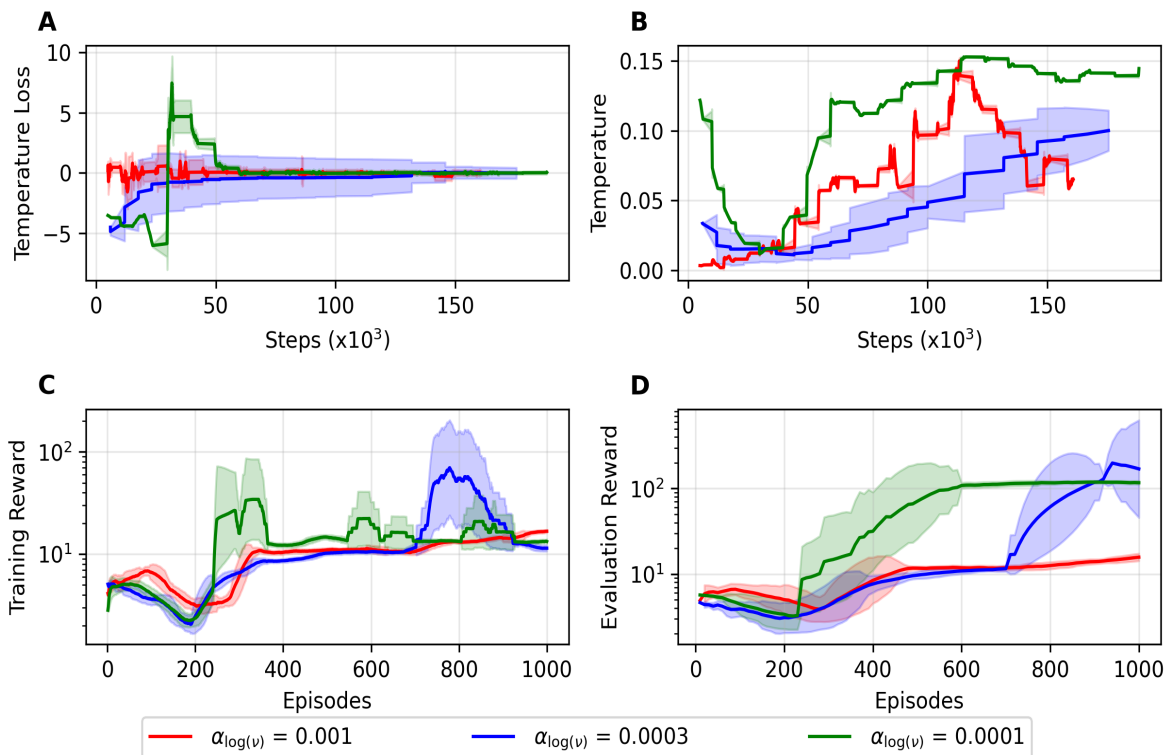 A
B
10
5
0
−5
Temperature Loss
0 50 100 150
Steps (x10³)
0.15
0.10
0.05
0.00
Temperature
0 50 100 150
Steps (x10³)
C
D
10²
10¹
Training Reward
0 200 400 600 800 1000
Episodes
10²
10¹
Evaluation Reward
0 200 400 600 800 1000
Episodes
α_log(ν) = 0.001 α_log(ν) = 0.0003 α_log(ν) = 0.0001